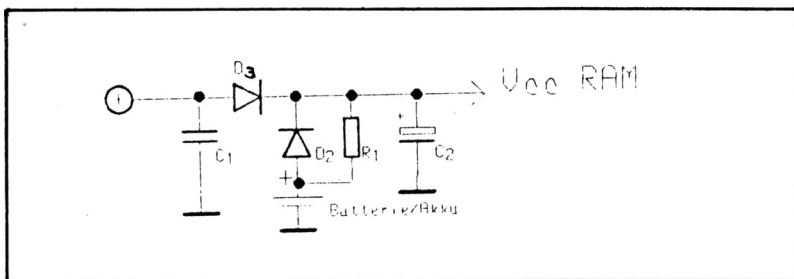 D3
Vcc RAM
C1
D2
R1
+
C2
+
Batterie/Akku